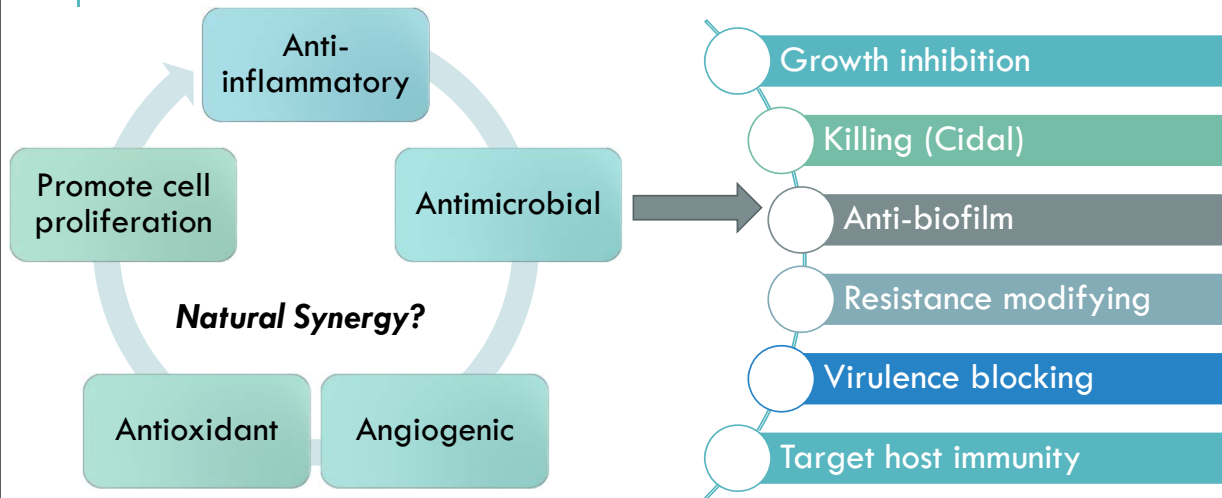 Anti-
inflammatory
Promote cell
proliferation
Antimicrobial
Natural Synergy?
Antioxidant
Angiogenic
Growth inhibition
Killing (Cidal)
Anti-biofilm
Resistance modifying
Virulence blocking
Target host immunity